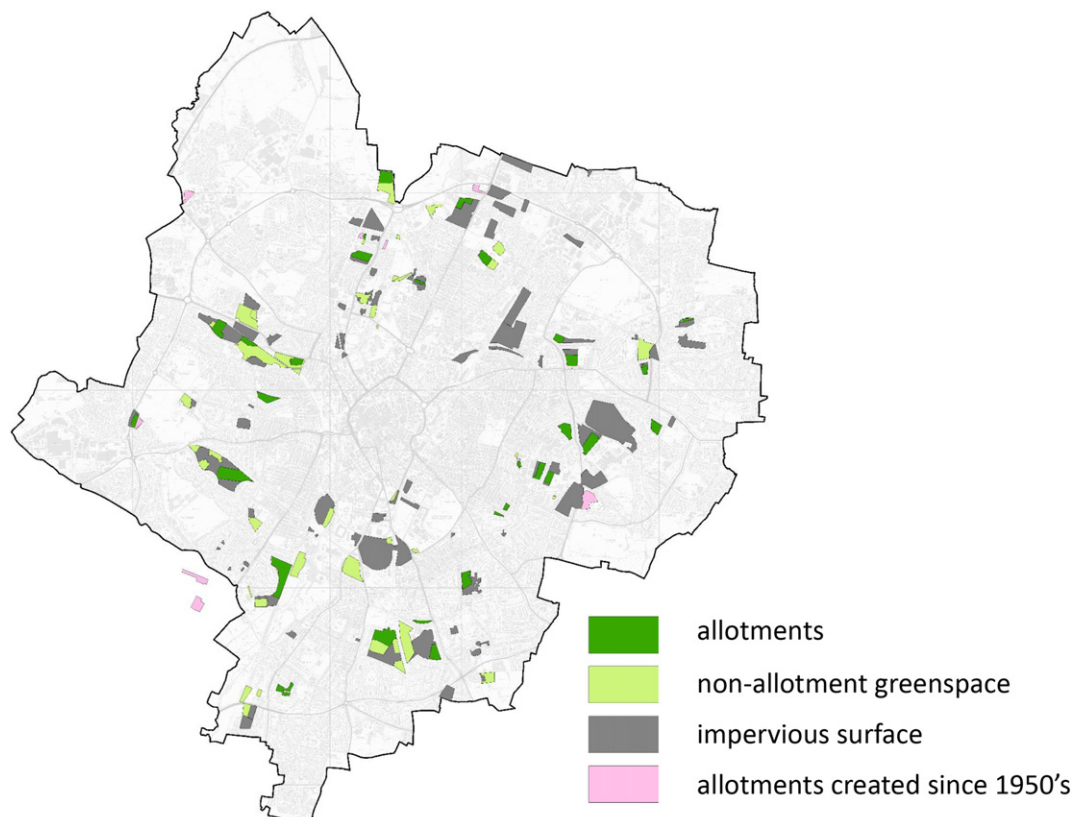 allotments
non-allotment greenspace
impervious surface
allotments created since 1950's